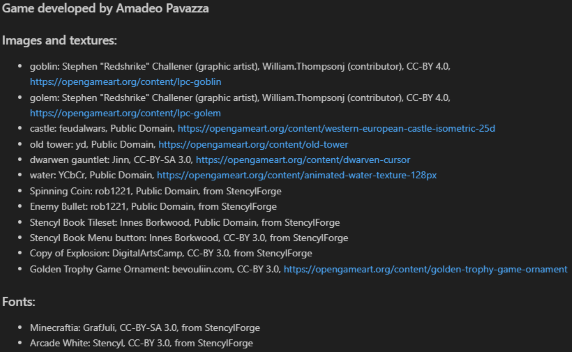 Game developed by Amadeo Pavazza
Images and textures:
• goblin: Stephen "Redshrike" Challener (graphic artist), William.Thompsonj (contributor), CC-BY 4.0,
https://opengameart.org/content/lpc-goblin
• golem: Stephen "Redshrike" Challener (graphic artist), William.Thompsonj (contributor), CC-BY 4.0,
https://opengameart.org/content/lpc-golem
• castle: feudalwars, Public Domain, https://opengameart.org/content/western-european-castle-isometric-25d
• old tower: yd, Public Domain, https://opengameart.org/content/old-tower
• dwarwen gauntlet: Jinn, CC-BY-SA 3.0, https://opengameart.org/content/dwarven-cursor
• water: YCbCr, Public Domain, https://opengameart.org/content/animated-water-texture-128px
• Spinning Coin: rob1221, Public Domain, from StencylForge
• Enemy Bullet: rob1221, Public Domain, from StencylForge
• Stencyl Book Tileset: Innes Borkwood, Public Domain, from StencylForge
• Stencyl Book Menu button: Innes Borkwood, CC-BY 3.0, from StencylForge
• Copy of Explosion: DigitalArtsCamp, CC-BY 3.0, from StencylForge
• Golden Trophy Game Ornament: bevouliin.com, CC-BY 3.0, https://opengameart.org/content/golden-trophy-game-ornament
Fonts:
• Minecraftia: GrafJuli, CC-BY-SA 3.0, from StencylForge
• Arcade White: Stencyl, CC-BY 3.0, from StencylForge